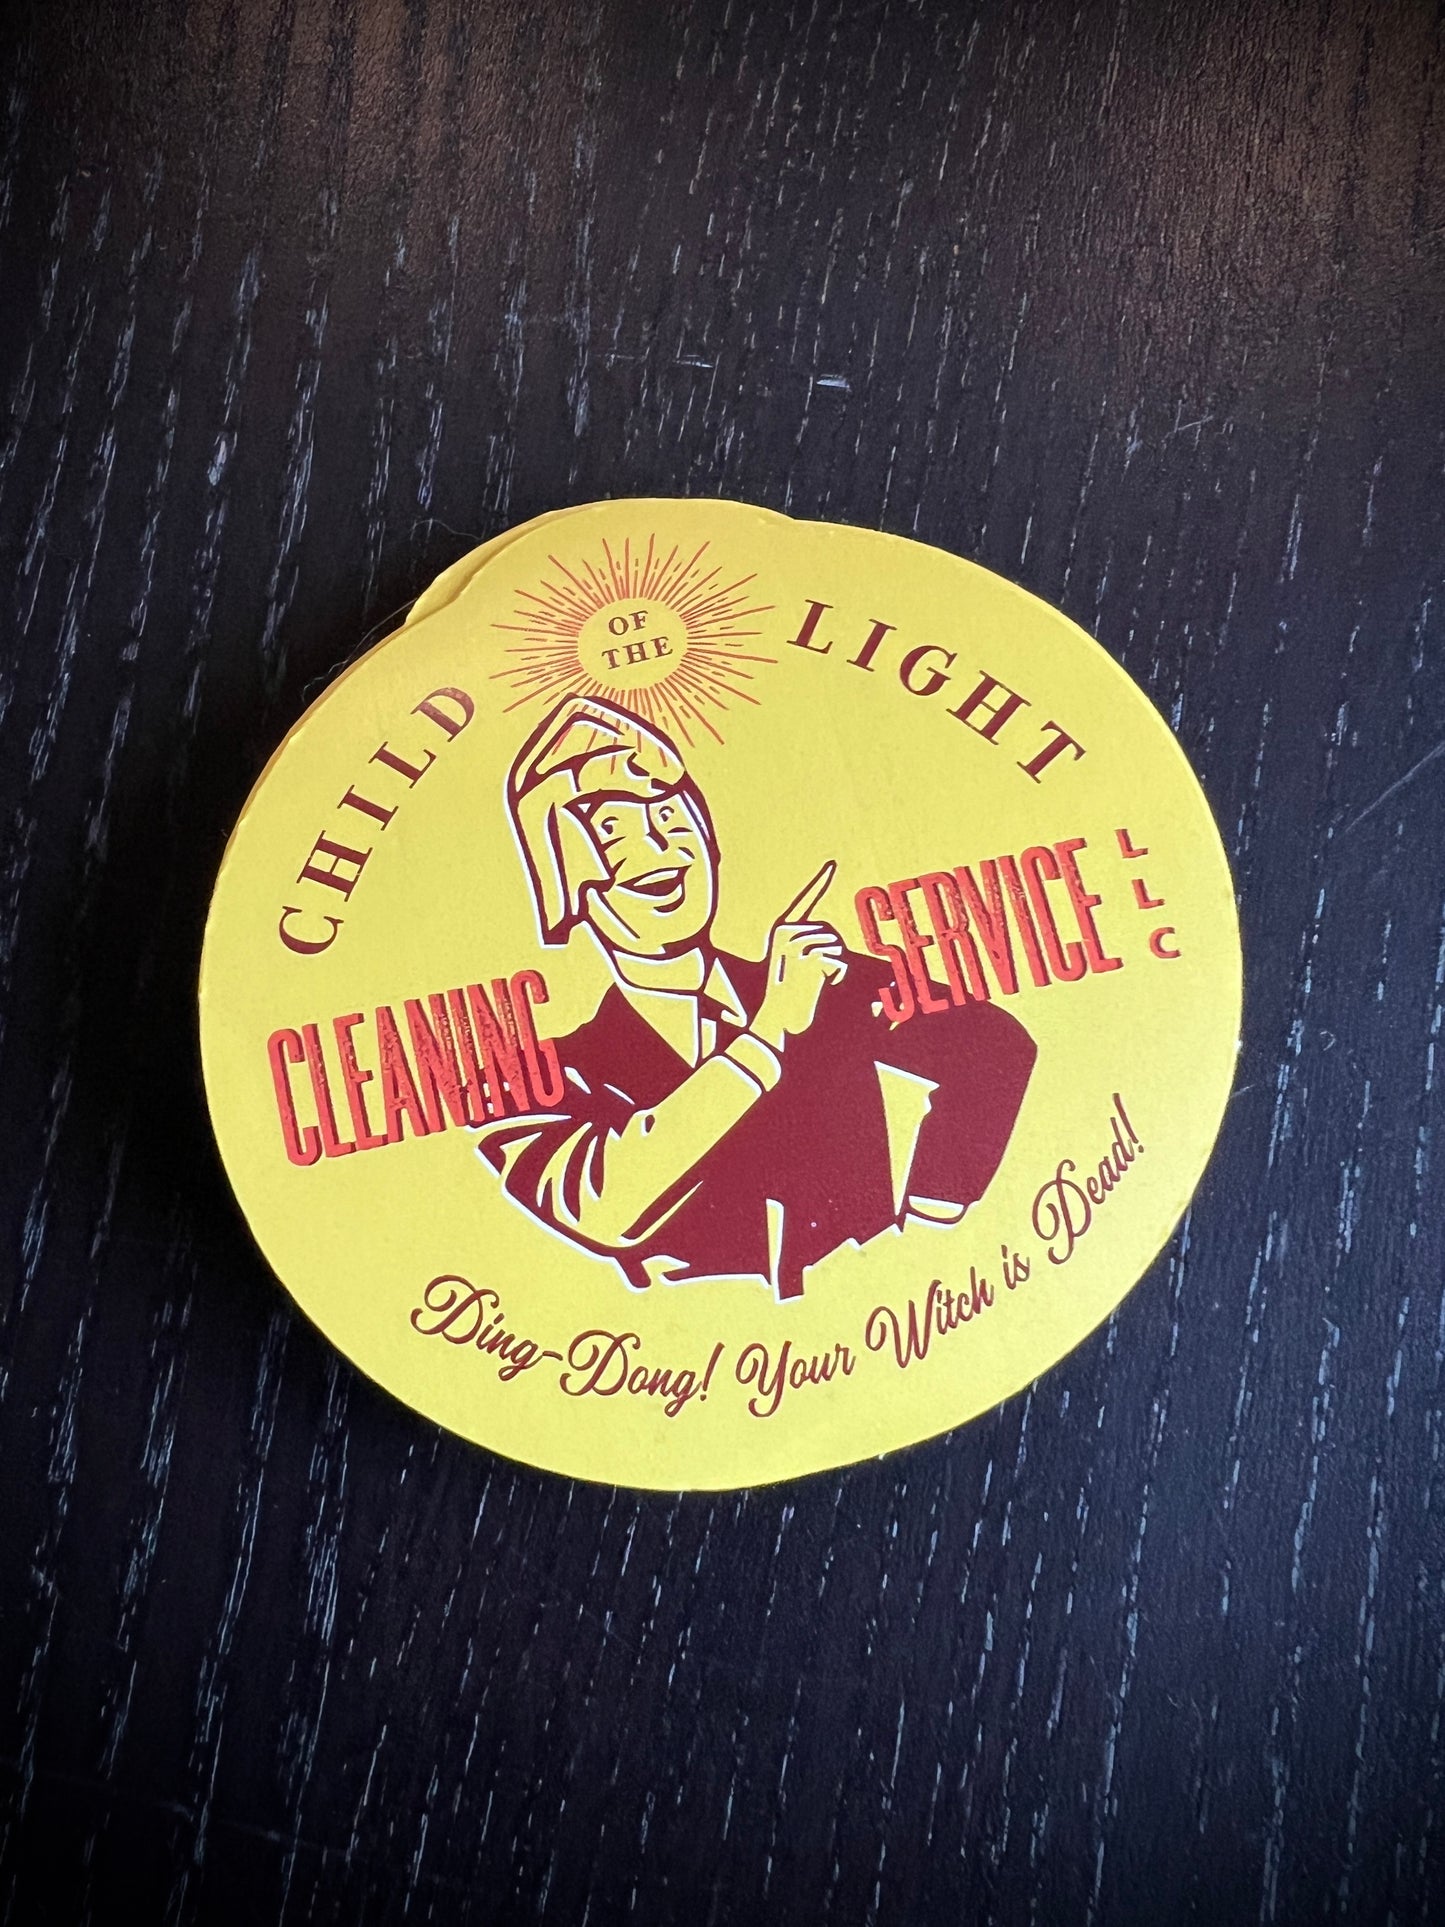 CHILD
OF
THE
LIGHT
CLEANING SERVICE
LLC
Ding-Dong! Your Witch is Dead!